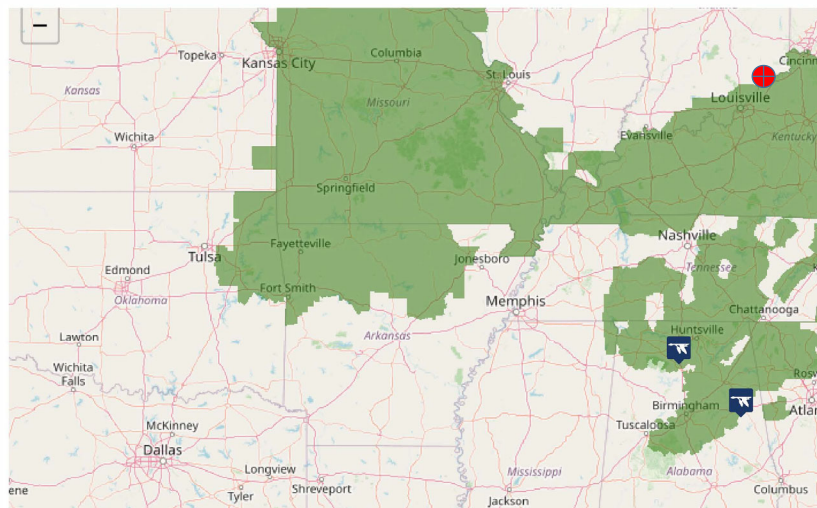 −
Topeka
Kansas City
Columbia
St. Louis
Cincinn
Louisville
Kansas
Missouri
Evansville
Kentucky
Wichita
Springfield
Tulsa
Fayetteville
Jonesboro
Nashville
Tennessee
Edmond
Oklahoma
Fort Smith
Memphis
Chattanooga
Lawton
Arkansas
Huntsville
Wichita
Falls
Rosw
McKinney
Birmingham
Atlan
Dallas
Tuscaloosa
Longview
Mississippi
Alabama
ene
Tyler
Shreveport
Jackson
Columbus